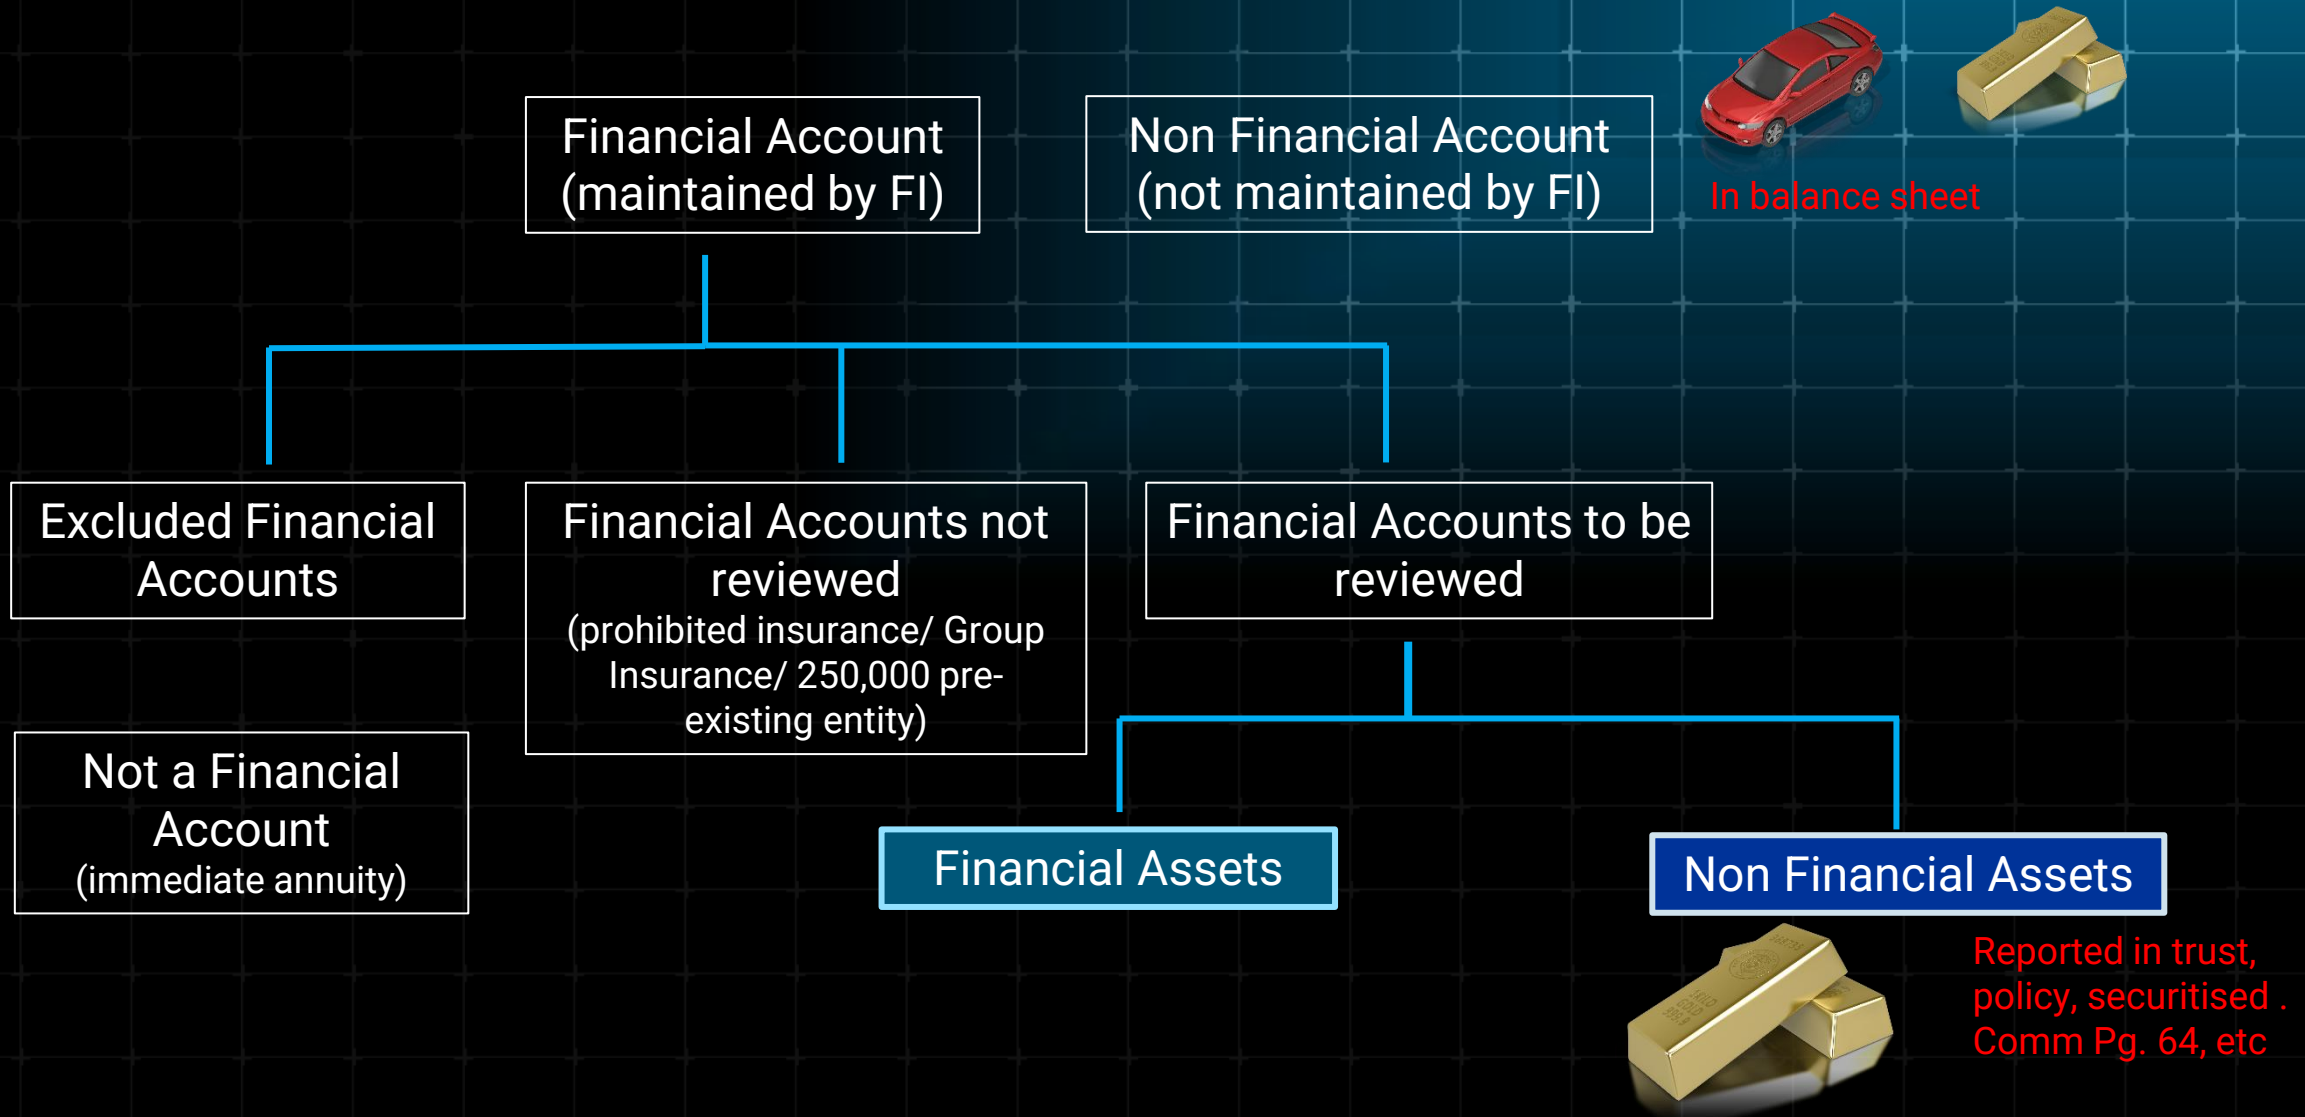 Financial Account
(maintained by FI)
Non Financial Account
(not maintained by FI)
In balance sheet
Excluded Financial
Accounts
Financial Accounts not
reviewed
(prohibited insurance/ Group
Insurance/ 250,000 pre-
existing entity)
Financial Accounts to be
reviewed
Not a Financial
Account
(immediate annuity)
Financial Assets
Non Financial Assets
Reported in trust,
policy, securitised .
Comm Pg. 64, etc